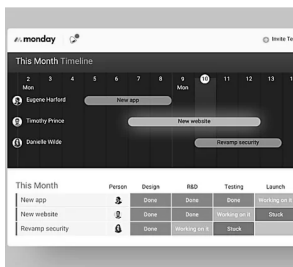 monday
Invite Te
This Month Timeline
2 3 4 5 6 7 8 9 10 11 12 13 1
Mon Mon
Eugene Harford New app
Timothy Prince New website
Danielle Wilde Revamp security
This Month Person Design R&D Testing Launch
New app Done Done Done Working on it
New website Done Done Working on it Stuck
Revamp security Done Working on it Stuck